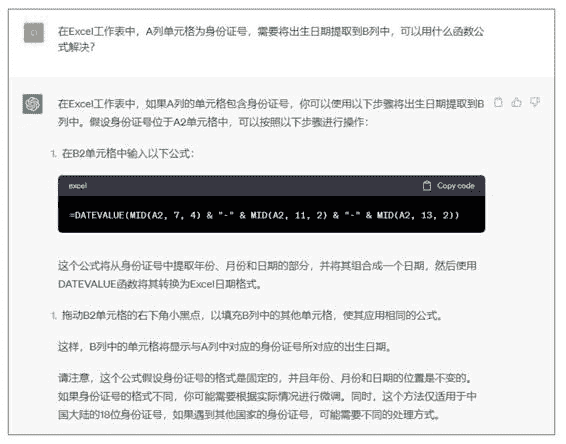 在Excel工作表中，A列单元格为身份证号，需要将出生日期提取到B列中，可以用什么函数公
式解决？
在Excel工作表中，如果A列的单元格包含身份证号，你可以使用以下步骤将出生日期提取到B
列中。假设身份证号位于A2单元格中，可以按照以下步骤进行操作：
1. 在B2单元格中输入以下公式：
excel Copy code
=DATEVALUE(MID(A2, 7, 4) & "-" & MID(A2, 11, 2) & "-" & MID(A2, 13, 2))
这个公式将从身份证号中提取年份、月份和日期的部分，并将其组合成一个日期，然后使用
DATEVALUE函数将其转换为Excel日期格式。
1. 拖动B2单元格的右下角小黑点，以填充B列中的其他单元格，使其应用相同的公式。
这样，B列中的单元格将显示与A列中对应的身份证号所对应的出生日期。
请注意，这个公式假设身份证号的格式是固定的，并且年份、月份和日期的位置是不变的。
如果身份证号的格式不同，你可能需要根据实际情况进行微调。同时，这个方法仅适用于中
国大陆的18位身份证号，如果遇到其他国家的身份证号，可能需要不同的处理方式。